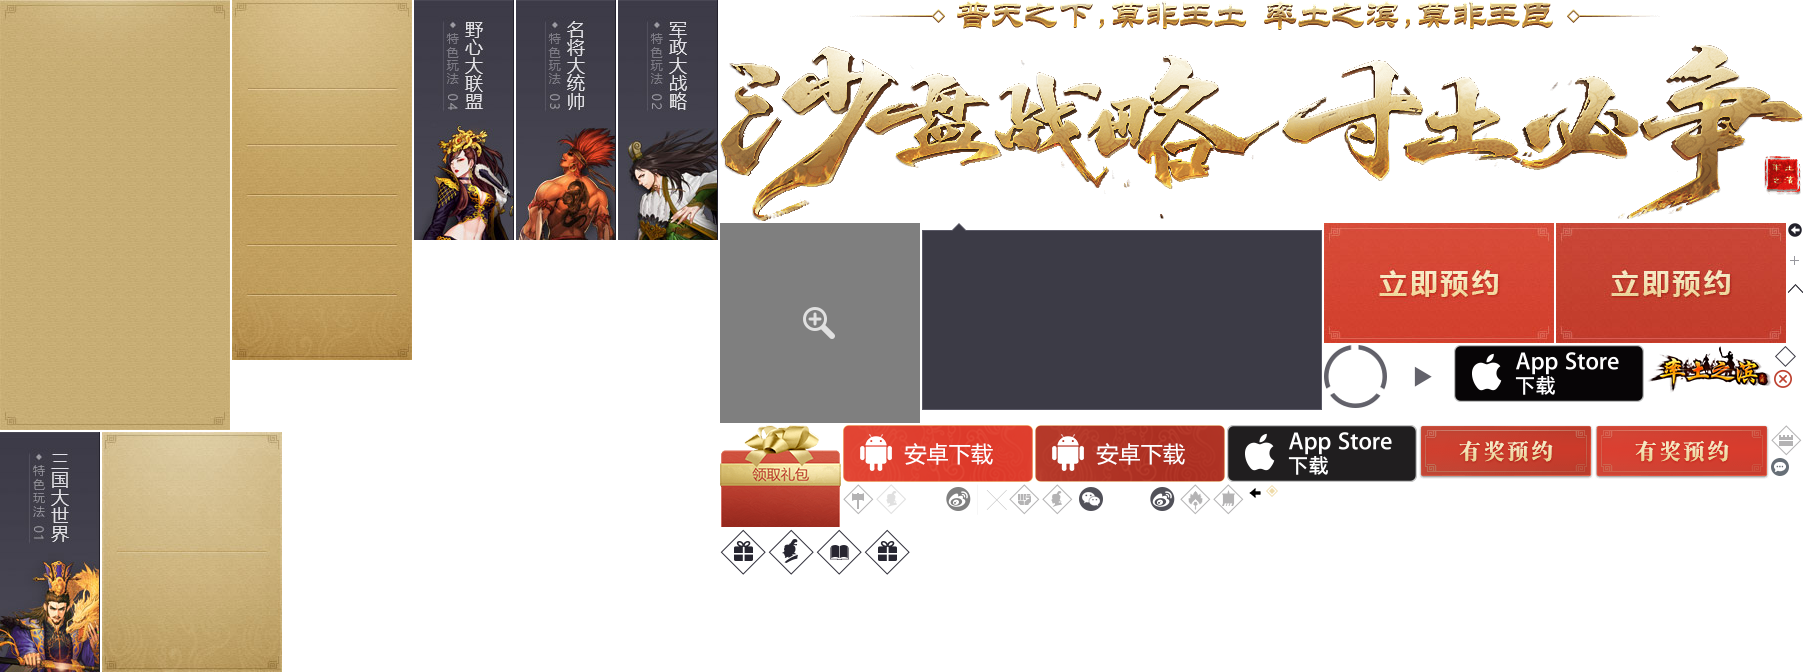 普天之下,莫非王土 率土之滨,莫非王臣
沙盘战略 寸土必争
率土之滨
野心大联盟
特色玩法 04
名将大统帅
特色玩法 03
军政大战略
特色玩法 02
立即预约
立即预约
App Store
下载
率土之滨
领取礼包
安卓下载
安卓下载
App Store
下载
有奖预约
有奖预约
三国大世界
特色玩法 01